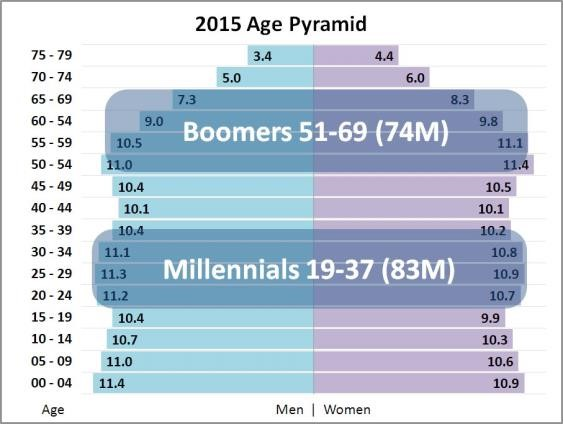 2015 Age Pyramid
75 - 79 3.4 4.4
70 - 74 5.0 6.0
65 - 69 7.3 8.3
60 - 54 9.0 9.8
Boomers 51-69 (74M)
55 - 59 10.5 11.1
50 - 54 11.0 11.4
45 - 49 10.4 10.5
40 - 44 10.1 10.1
35 - 39 10.4 10.2
30 - 34 11.1 10.8
Millennials 19-37 (83M)
25 - 29 11.3 10.9
20 - 24 11.2 10.7
15 - 19 10.4 9.9
10 - 14 10.7 10.3
05 - 09 11.0 10.6
00 - 04 11.4 10.9
Age Men | Women